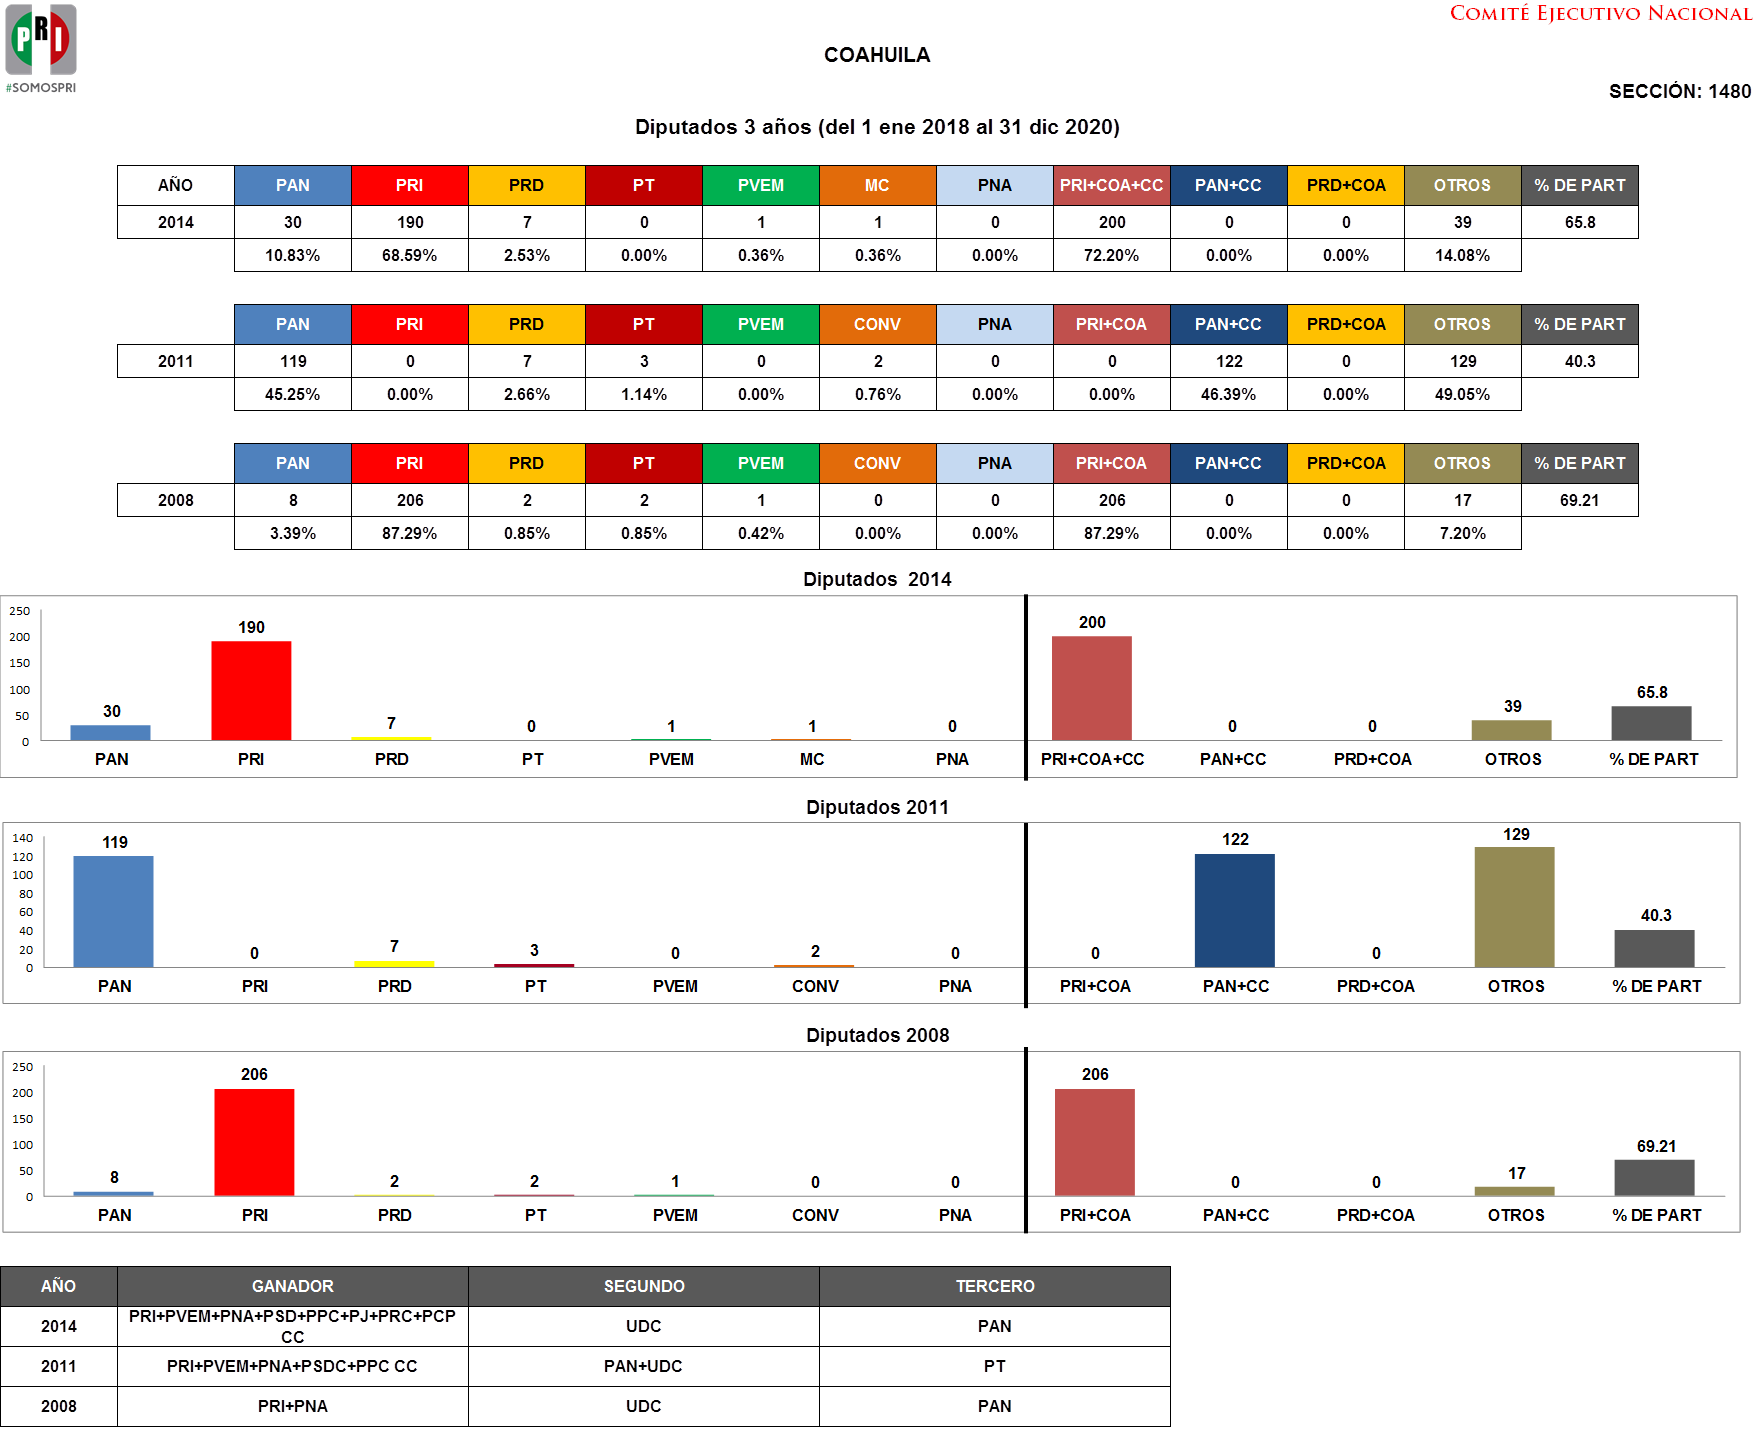 PRI
#SOMOSPRI
COMITÉ EJECUTIVO NACIONAL
COAHUILA
SECCIÓN: 1480
Diputados 3 años (del 1 ene 2018 al 31 dic 2020)
AÑO PAN PRI PRD PT PVEM MC PNA PRI+COA+CC PAN+CC PRD+COA OTROS % DE PART
2014 30 190 7 0 1 1 0 200 0 0 39 65.8
10.83% 68.59% 2.53% 0.00% 0.36% 0.36% 0.00% 72.20% 0.00% 0.00% 14.08%
PAN PRI PRD PT PVEM CONV PNA PRI+COA PAN+CC PRD+COA OTROS % DE PART
2011 119 0 7 3 0 2 0 0 122 0 129 40.3
45.25% 0.00% 2.66% 1.14% 0.00% 0.76% 0.00% 0.00% 46.39% 0.00% 49.05%
PAN PRI PRD PT PVEM CONV PNA PRI+COA PAN+CC PRD+COA OTROS % DE PART
2008 8 206 2 2 1 0 0 206 0 0 17 69.21
3.39% 87.29% 0.85% 0.85% 0.42% 0.00% 0.00% 87.29% 0.00% 0.00% 7.20%
Diputados 2014
250
200
150
100
50
0
30 190 7 0 1 1 0 200 0 0 39 65.8
PAN PRI PRD PT PVEM MC PNA PRI+COA+CC PAN+CC PRD+COA OTROS % DE PART
Diputados 2011
140
120
100
80
60
40
20
0
119 0 7 3 0 2 0 0 122 0 129 40.3
PAN PRI PRD PT PVEM CONV PNA PRI+COA PAN+CC PRD+COA OTROS % DE PART
Diputados 2008
250
200
150
100
50
0
8 206 2 2 1 0 0 206 0 0 17 69.21
PAN PRI PRD PT PVEM CONV PNA PRI+COA PAN+CC PRD+COA OTROS % DE PART
AÑO GANADOR SEGUNDO TERCERO
2014 PRI+PVEM+PNA+PSD+PPC+PJ+PRC+PCP CC UDC PAN
2011 PRI+PVEM+PNA+PSDC+PPC CC PAN+UDC PT
2008 PRI+PNA UDC PAN